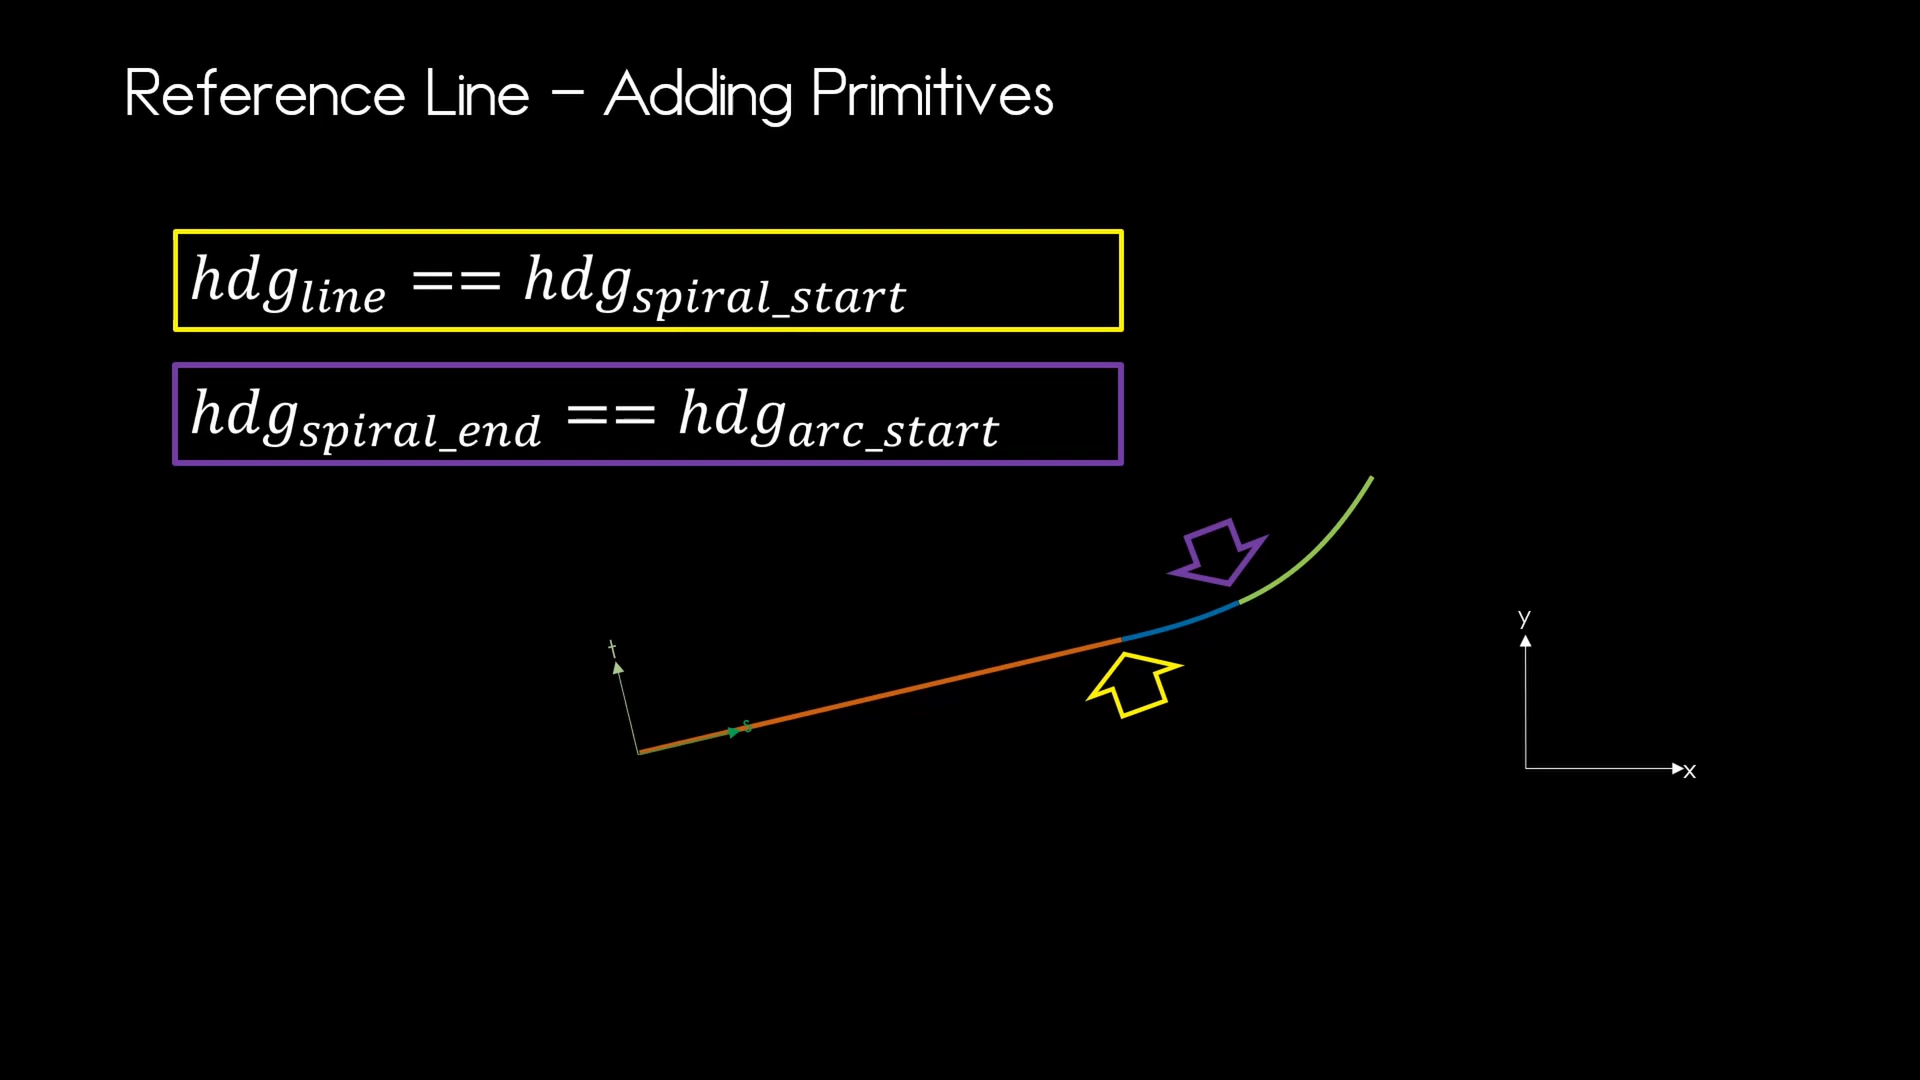 Reference Line – Adding Primitives
hdg_line == hdg_spiral_start
hdg_spiral_end == hdg_arc_start
y
t
s
x